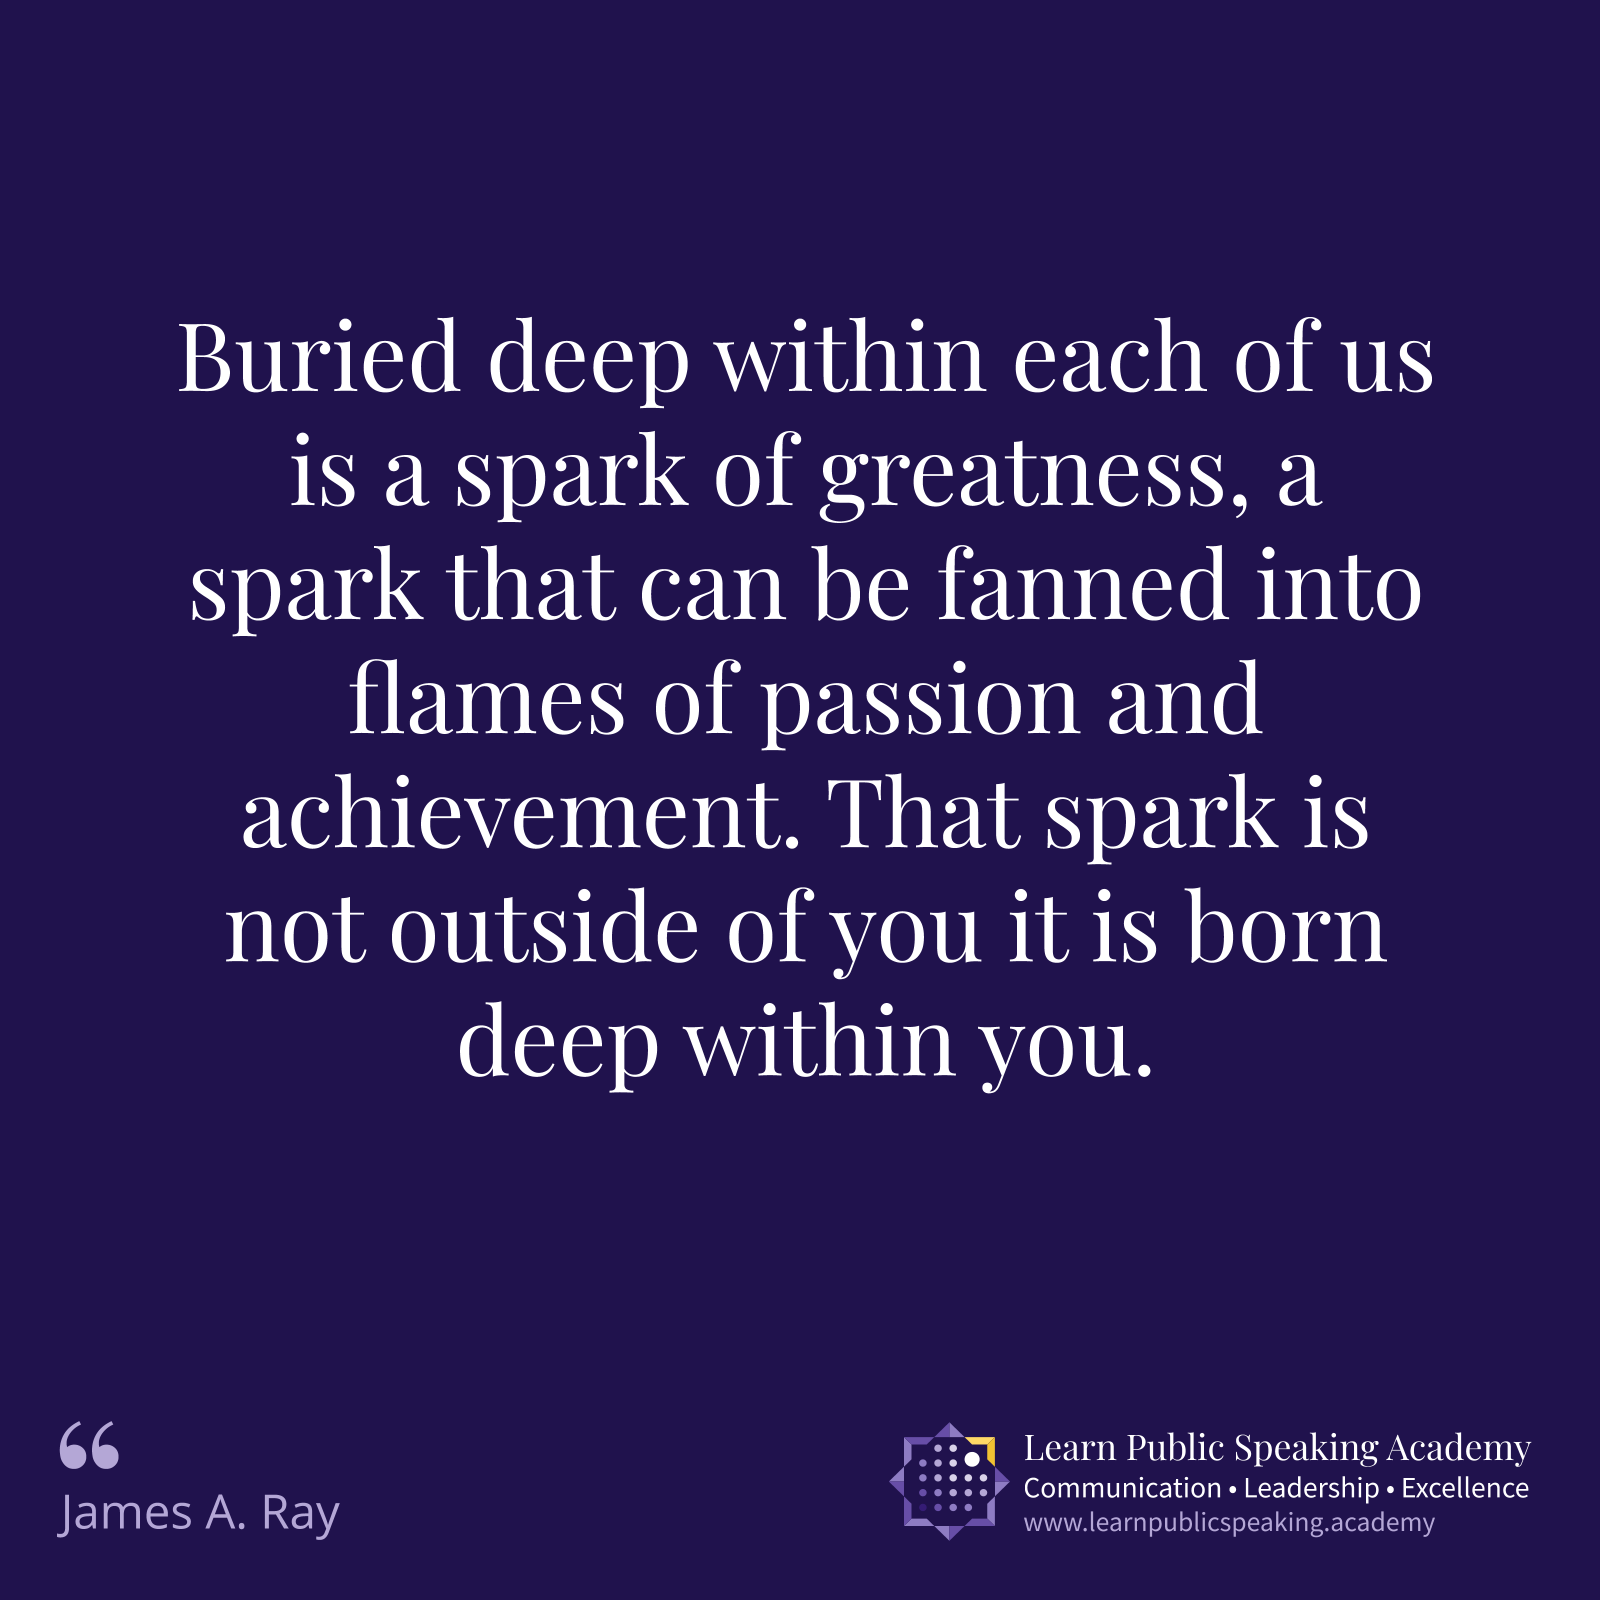 Buried deep within each of us
is a spark of greatness, a
spark that can be fanned into
flames of passion and
achievement. That spark is
not outside of you it is born
deep within you.
“
James A. Ray
Learn Public Speaking Academy
Communication • Leadership • Excellence
www.learnpublicspeaking.academy